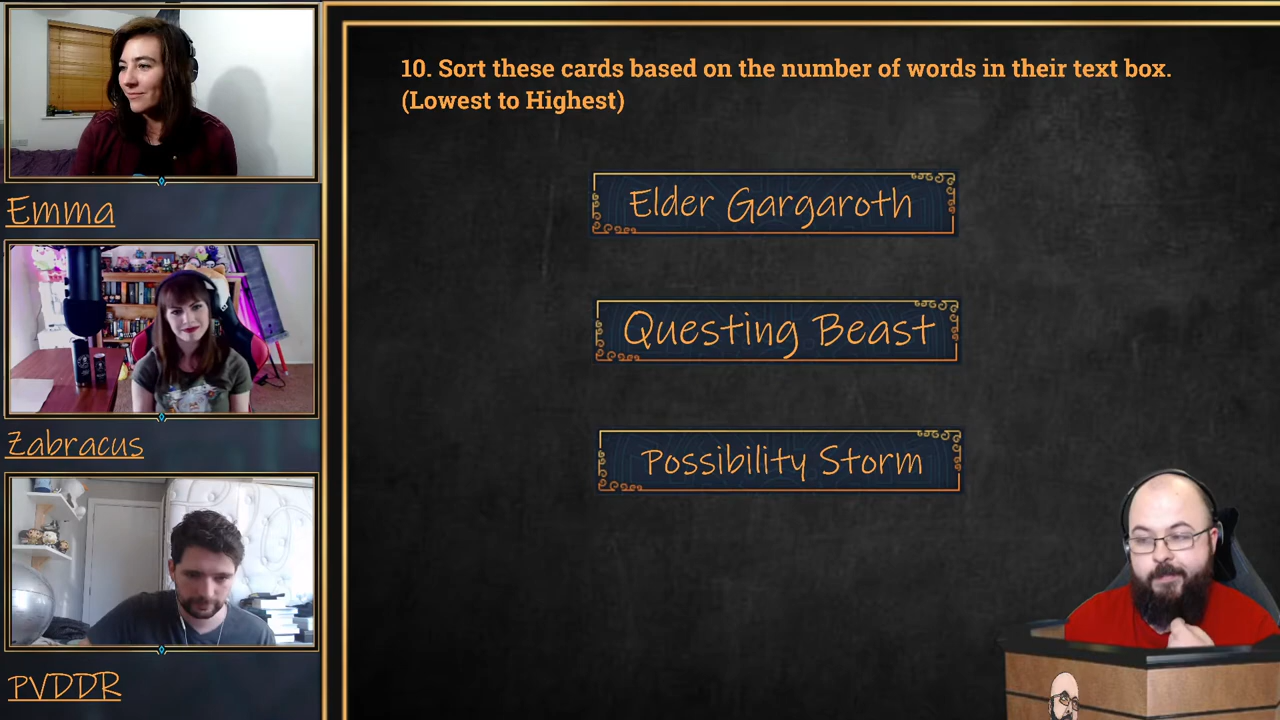 10. Sort these cards based on the number of words in their text box.
(Lowest to Highest)
Elder Gargaroth
Questing Beast
Possibility Storm
Emma
Zabracus
PVDDR